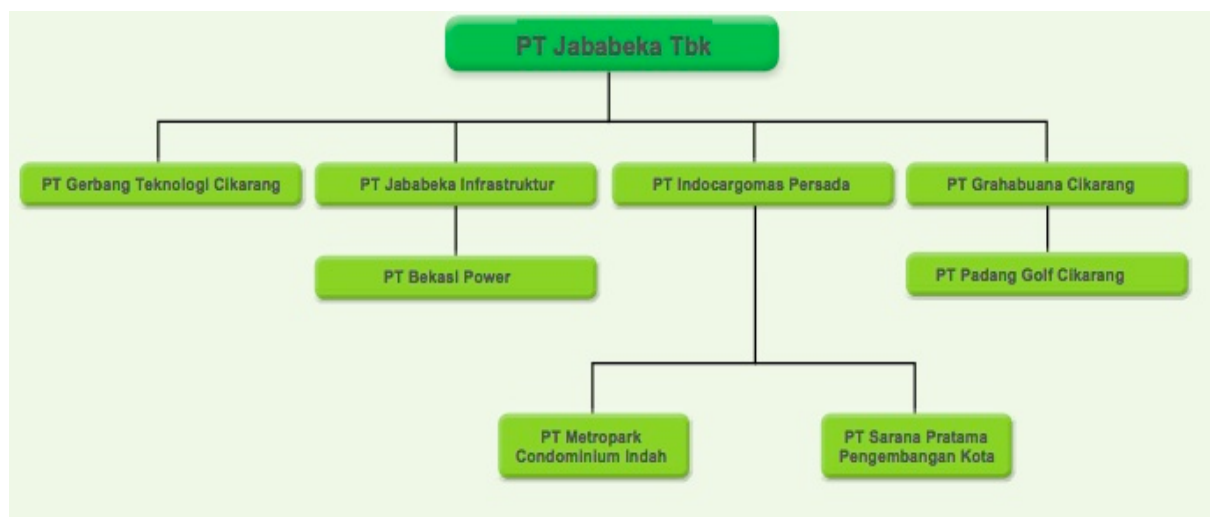 PT Jababeka Tbk
PT Gerbang Teknologi Cikarang
PT Jababeka Infrastruktur
PT Indocargomas Persada
PT Grahabuana Cikarang
PT Bekasi Power
PT Padang Golf Cikarang
PT Metropark
Condominium Indah
PT Sarana Pratama
Pengembangan Kota